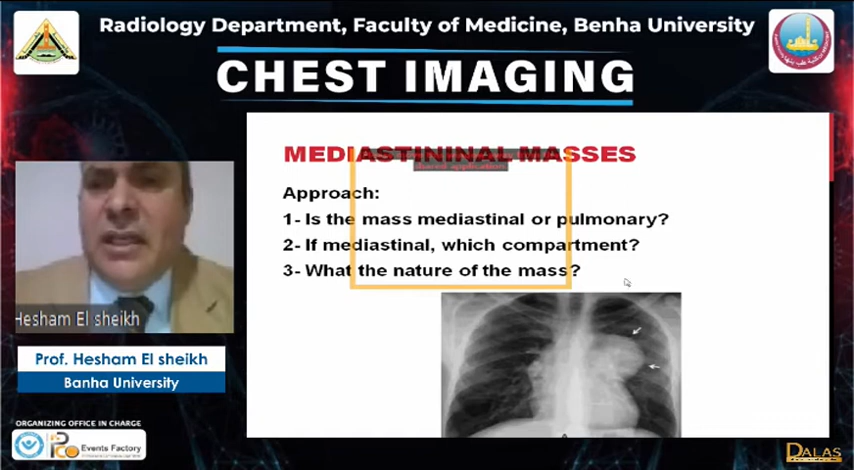 Radiology Department, Faculty of Medicine, Benha University
CHEST IMAGING
MEDIASTININAL MASSES
shared application
Approach:
1- Is the mass mediastinal or pulmonary?
2- If mediastinal, which compartment?
3- What the nature of the mass?
Hesham El sheikh
Prof. Hesham El sheikh
Banha University
ORGANIZING OFFICE IN CHARGE
Events Factory
DALAS